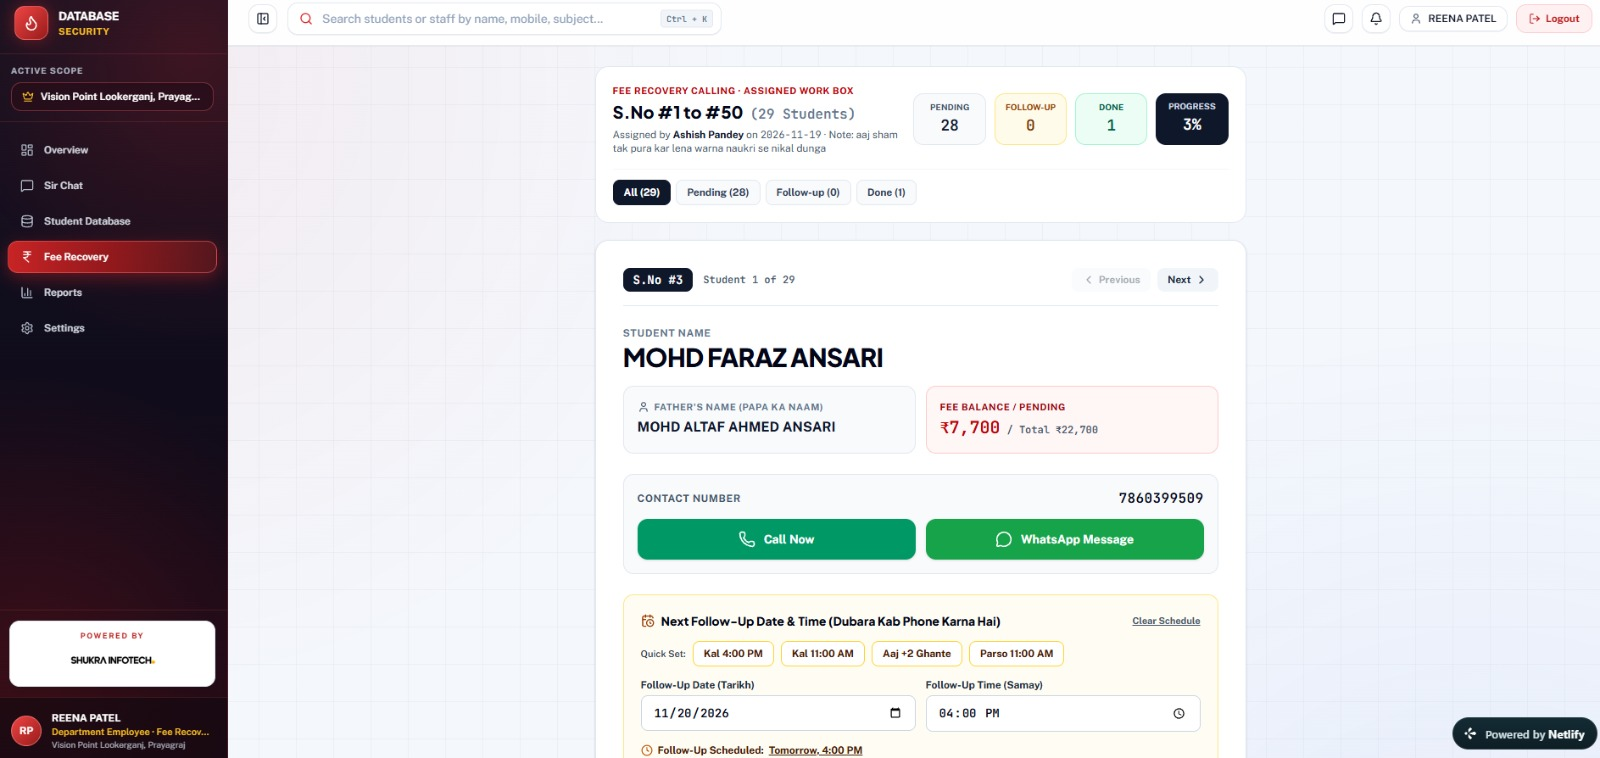 DATABASE
SECURITY
Search students or staff by name, mobile, subject...
Ctrl + K
REENA PATEL
Logout
ACTIVE SCOPE
Vision Point Lookerganj, Prayag...
Overview
Sir Chat
Student Database
Fee Recovery
Reports
Settings
POWERED BY
SHUKRA INFOTECH.
RP
REENA PATEL
Department Employee · Fee Recov...
Vision Point Lookerganj, Prayagraj
FEE RECOVERY CALLING · ASSIGNED WORK BOX
S.No #1 to #50 (29 Students)
Assigned by Ashish Pandey on 2026-11-19 · Note: aaj sham
tak pura kar lena warna naukri se nikal dunga
PENDING
28
FOLLOW-UP
0
DONE
1
PROGRESS
3%
All (29)
Pending (28)
Follow-up (0)
Done (1)
S.No #3
Student 1 of 29
Previous
Next
STUDENT NAME
MOHD FARAZ ANSARI
FATHER'S NAME (PAPA KA NAAM)
MOHD ALTAF AHMED ANSARI
FEE BALANCE / PENDING
₹7,700 / Total ₹22,700
CONTACT NUMBER
7860399509
Call Now
WhatsApp Message
Next Follow-Up Date & Time (Dubara Kab Phone Karna Hai)
Clear Schedule
Quick Set:
Kal 4:00 PM
Kal 11:00 AM
Aaj +2 Ghante
Parso 11:00 AM
Follow-Up Date (Tarikh)
11/20/2026
Follow-Up Time (Samay)
04:00 PM
Follow-Up Scheduled: Tomorrow, 4:00 PM
Powered by Netlify